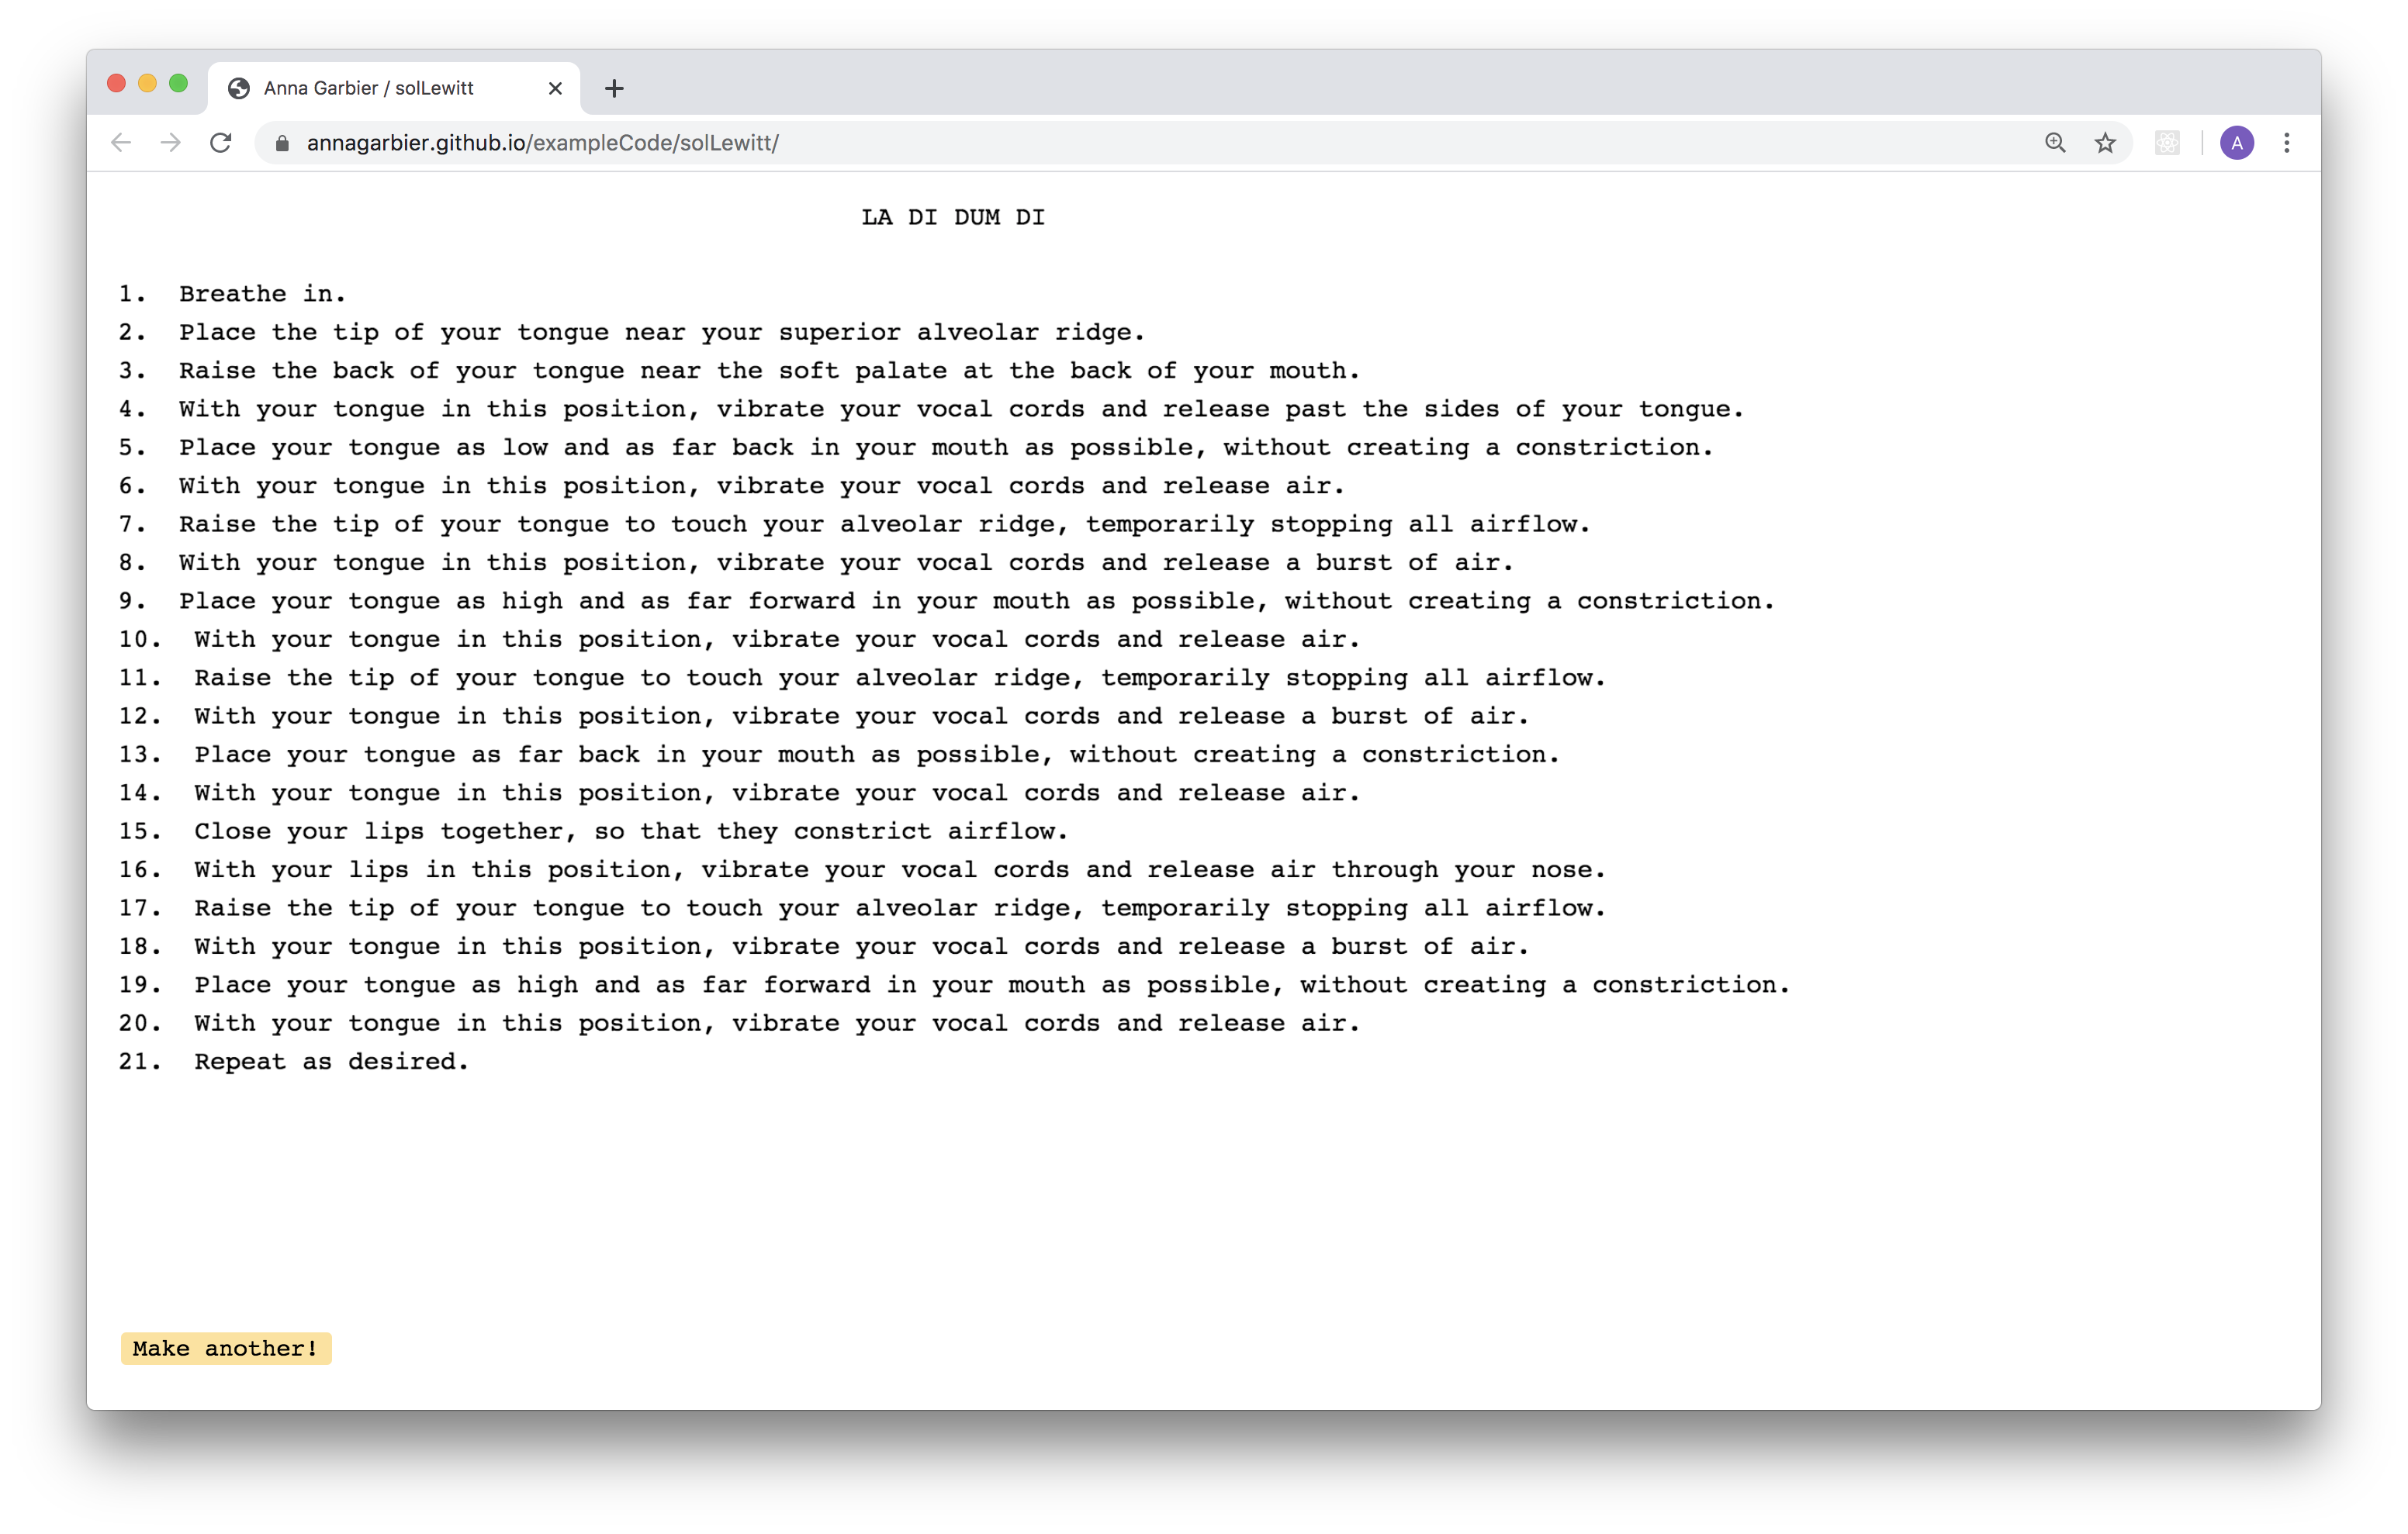 Anna Garbier / solLewitt
annagarbier.github.io/exampleCode/solLewitt/
A
LA DI DUM DI
1. Breathe in.
2. Place the tip of your tongue near your superior alveolar ridge.
3. Raise the back of your tongue near the soft palate at the back of your mouth.
4. With your tongue in this position, vibrate your vocal cords and release past the sides of your tongue.
5. Place your tongue as low and as far back in your mouth as possible, without creating a constriction.
6. With your tongue in this position, vibrate your vocal cords and release air.
7. Raise the tip of your tongue to touch your alveolar ridge, temporarily stopping all airflow.
8. With your tongue in this position, vibrate your vocal cords and release a burst of air.
9. Place your tongue as high and as far forward in your mouth as possible, without creating a constriction.
10. With your tongue in this position, vibrate your vocal cords and release air.
11. Raise the tip of your tongue to touch your alveolar ridge, temporarily stopping all airflow.
12. With your tongue in this position, vibrate your vocal cords and release a burst of air.
13. Place your tongue as far back in your mouth as possible, without creating a constriction.
14. With your tongue in this position, vibrate your vocal cords and release air.
15. Close your lips together, so that they constrict airflow.
16. With your lips in this position, vibrate your vocal cords and release air through your nose.
17. Raise the tip of your tongue to touch your alveolar ridge, temporarily stopping all airflow.
18. With your tongue in this position, vibrate your vocal cords and release a burst of air.
19. Place your tongue as high and as far forward in your mouth as possible, without creating a constriction.
20. With your tongue in this position, vibrate your vocal cords and release air.
21. Repeat as desired.
Make another!